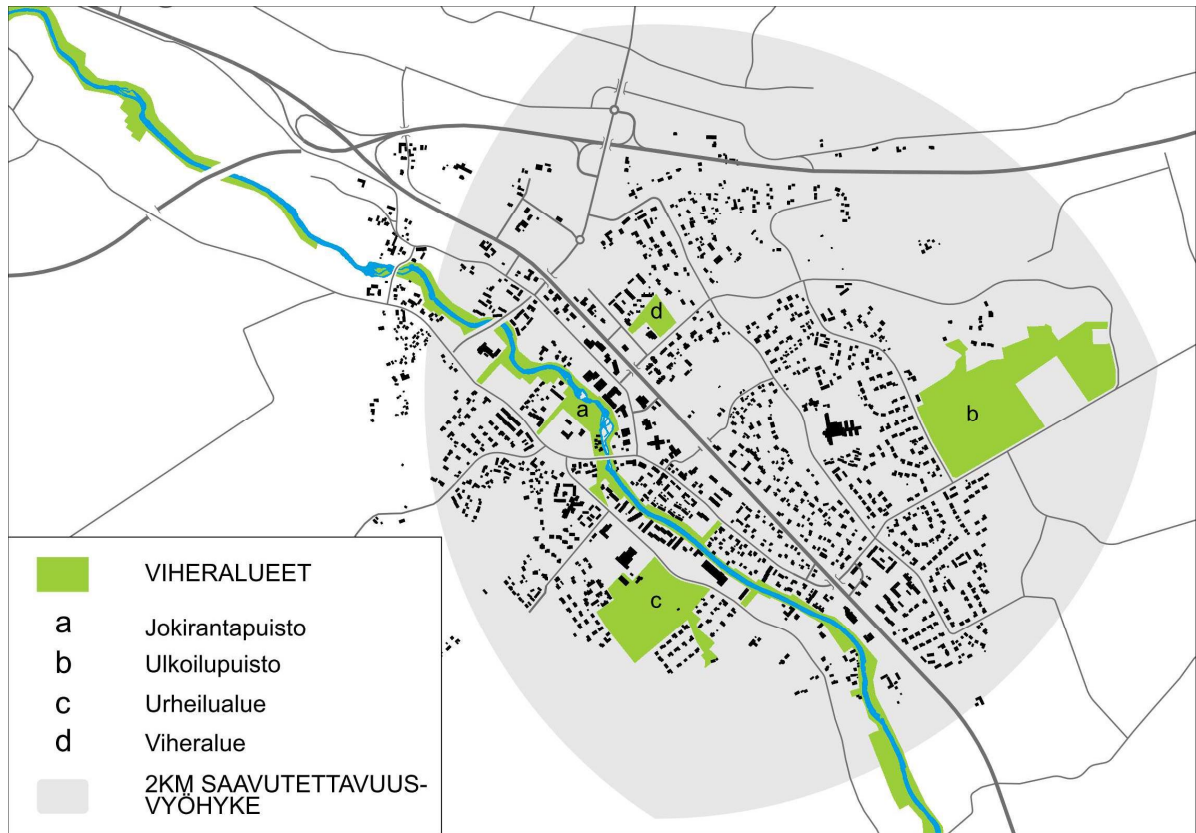 d
a
b
c
VIHERALUEET
a Jokirantapuisto
b Ulkoilupuisto
c Urheilualue
d Viheralue
2KM SAAVUTETTAVUUS-
VYÖHYKE